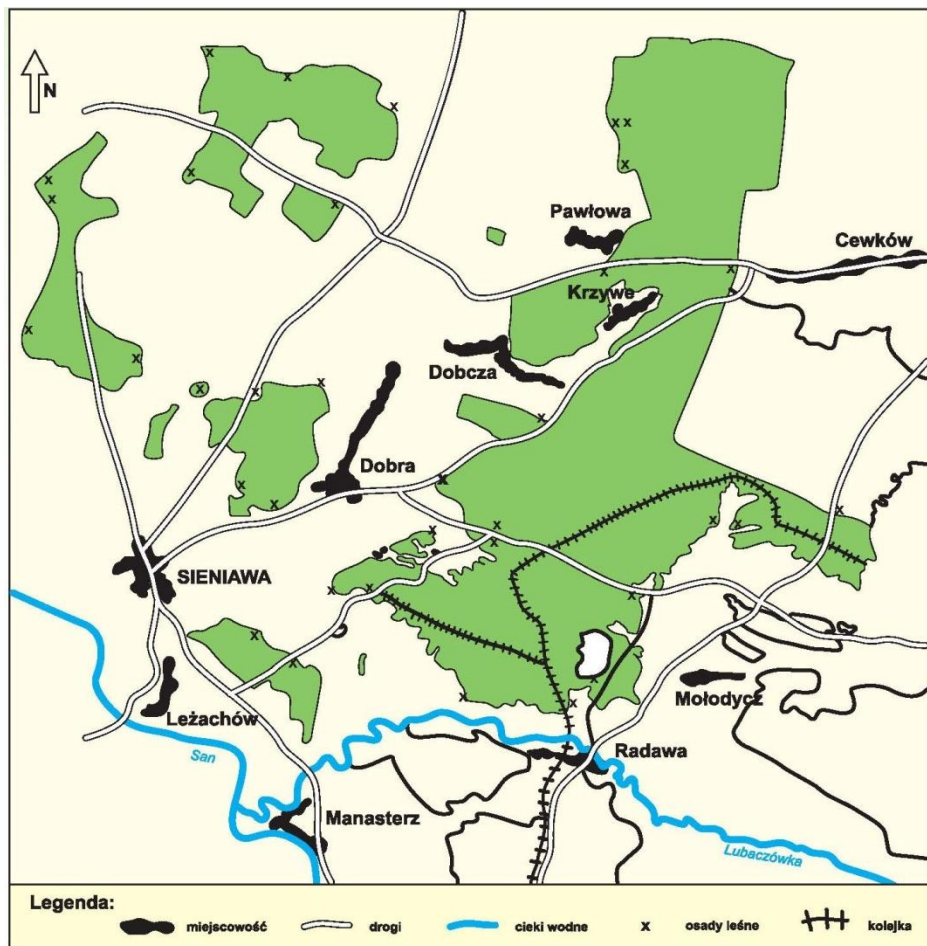 N
Pawłowa
Cewków
Krzywe
Dobcza
Dobra
SIENIAWA
Leżachów
San
Mołodycz
Radawa
Manasterz
Lubaczówka
Legenda:
miejscowość drogi cieki wodne x osady leśne kolejka